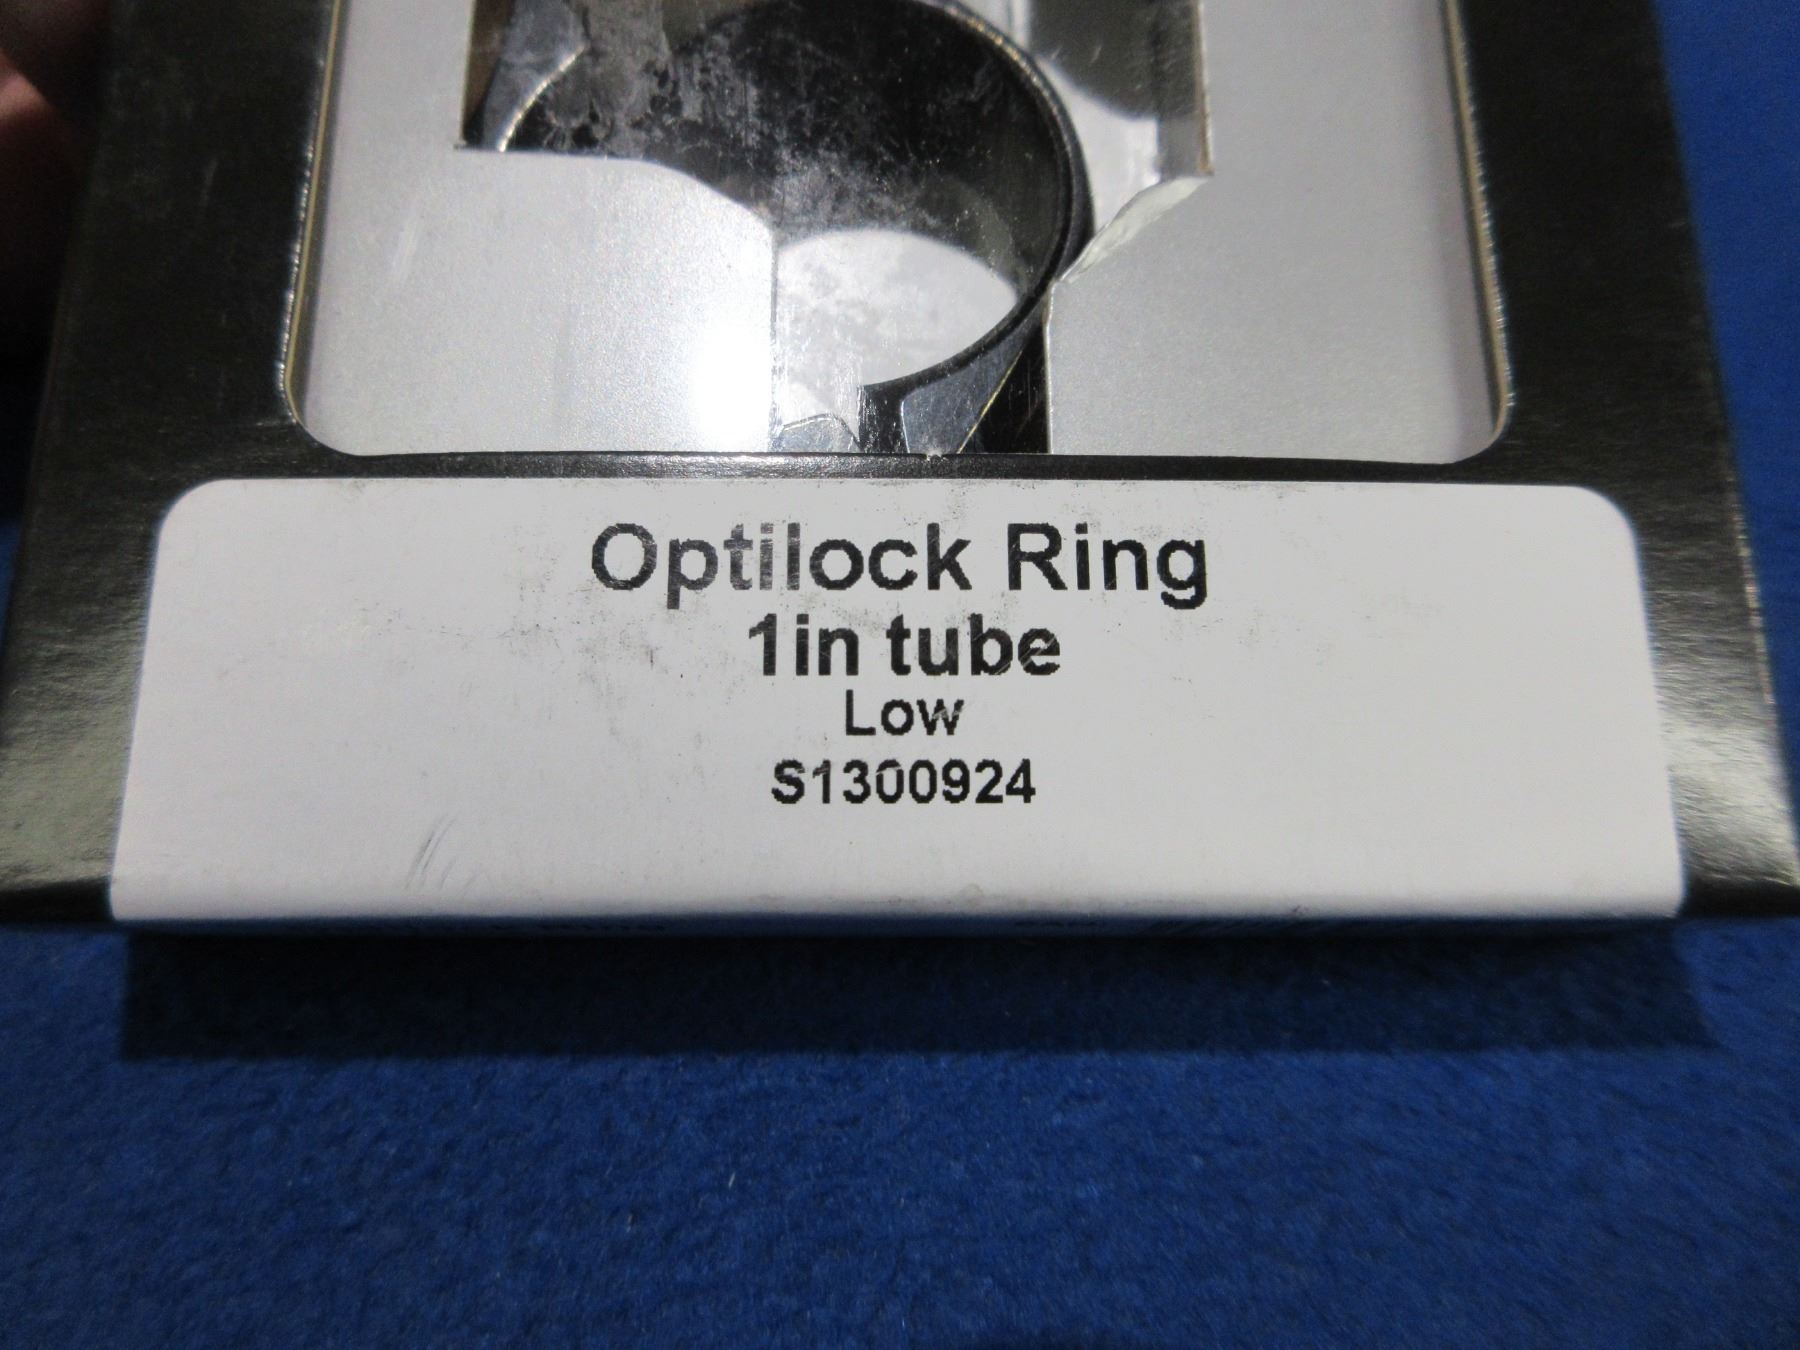 Optilock Ring
1in tube
Low
S1300924